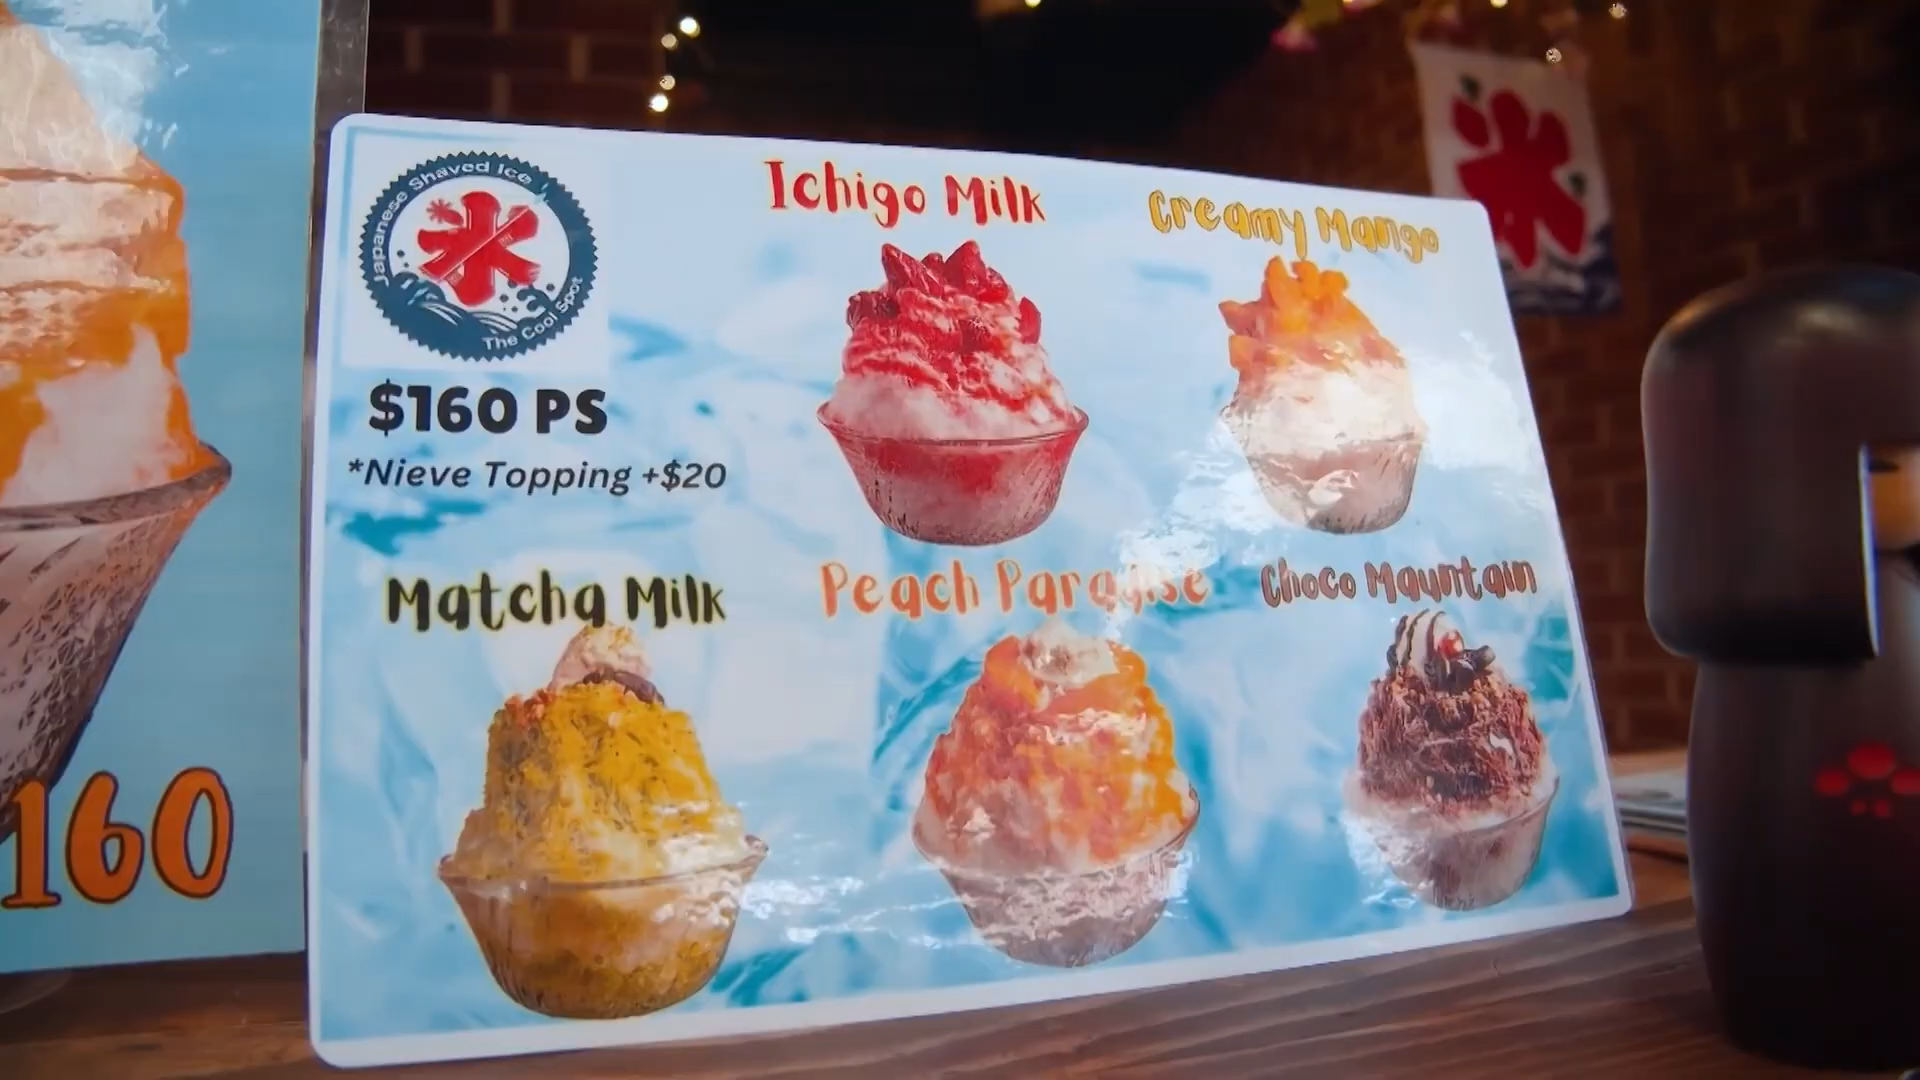 Japanese Shaved Ice
氷
The Cool Spot
$160 PS
*Nieve Topping +$20
Ichigo Milk
Creamy Mango
Matcha Milk
Peach Paradise
Choco Mauntain
160
氷